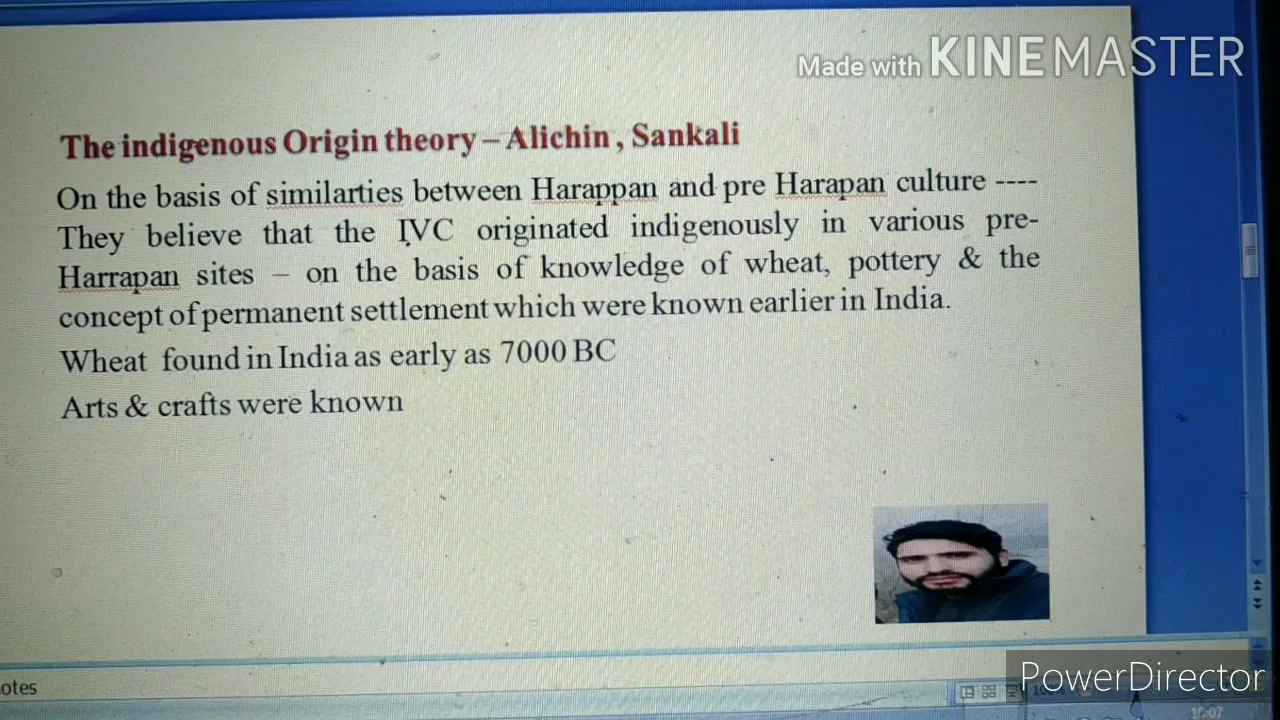 Made with KINEMASTER
The indigenous Origin theory – Alichin , Sankali
On the basis of similarties between Harappan and pre Harapan culture ----
They believe that the IVC originated indigenously in various pre-
Harrapan sites – on the basis of knowledge of wheat, pottery & the
concept of permanent settlement which were known earlier in India.
Wheat found in India as early as 7000 BC
Arts & crafts were known
otes
PowerDirector